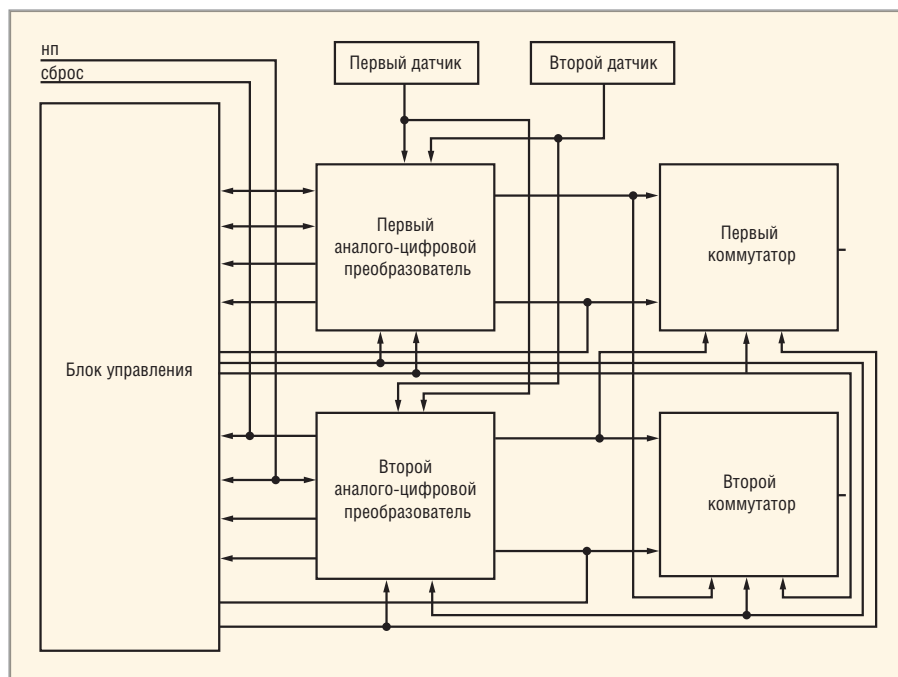 нп
сброс
Первый датчик
Второй датчик
Первый
аналого-цифровой
преобразователь
Первый
коммутатор
Блок управления
Второй
аналого-цифровой
преобразователь
Второй
коммутатор